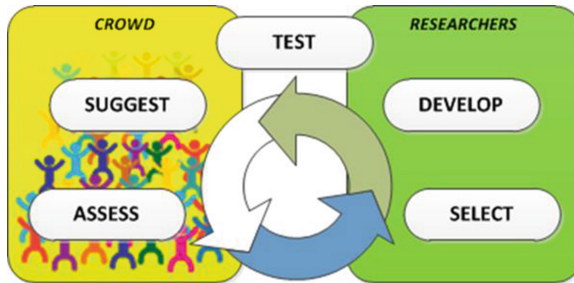 CROWD
RESEARCHERS
TEST
SUGGEST
DEVELOP
ASSESS
SELECT